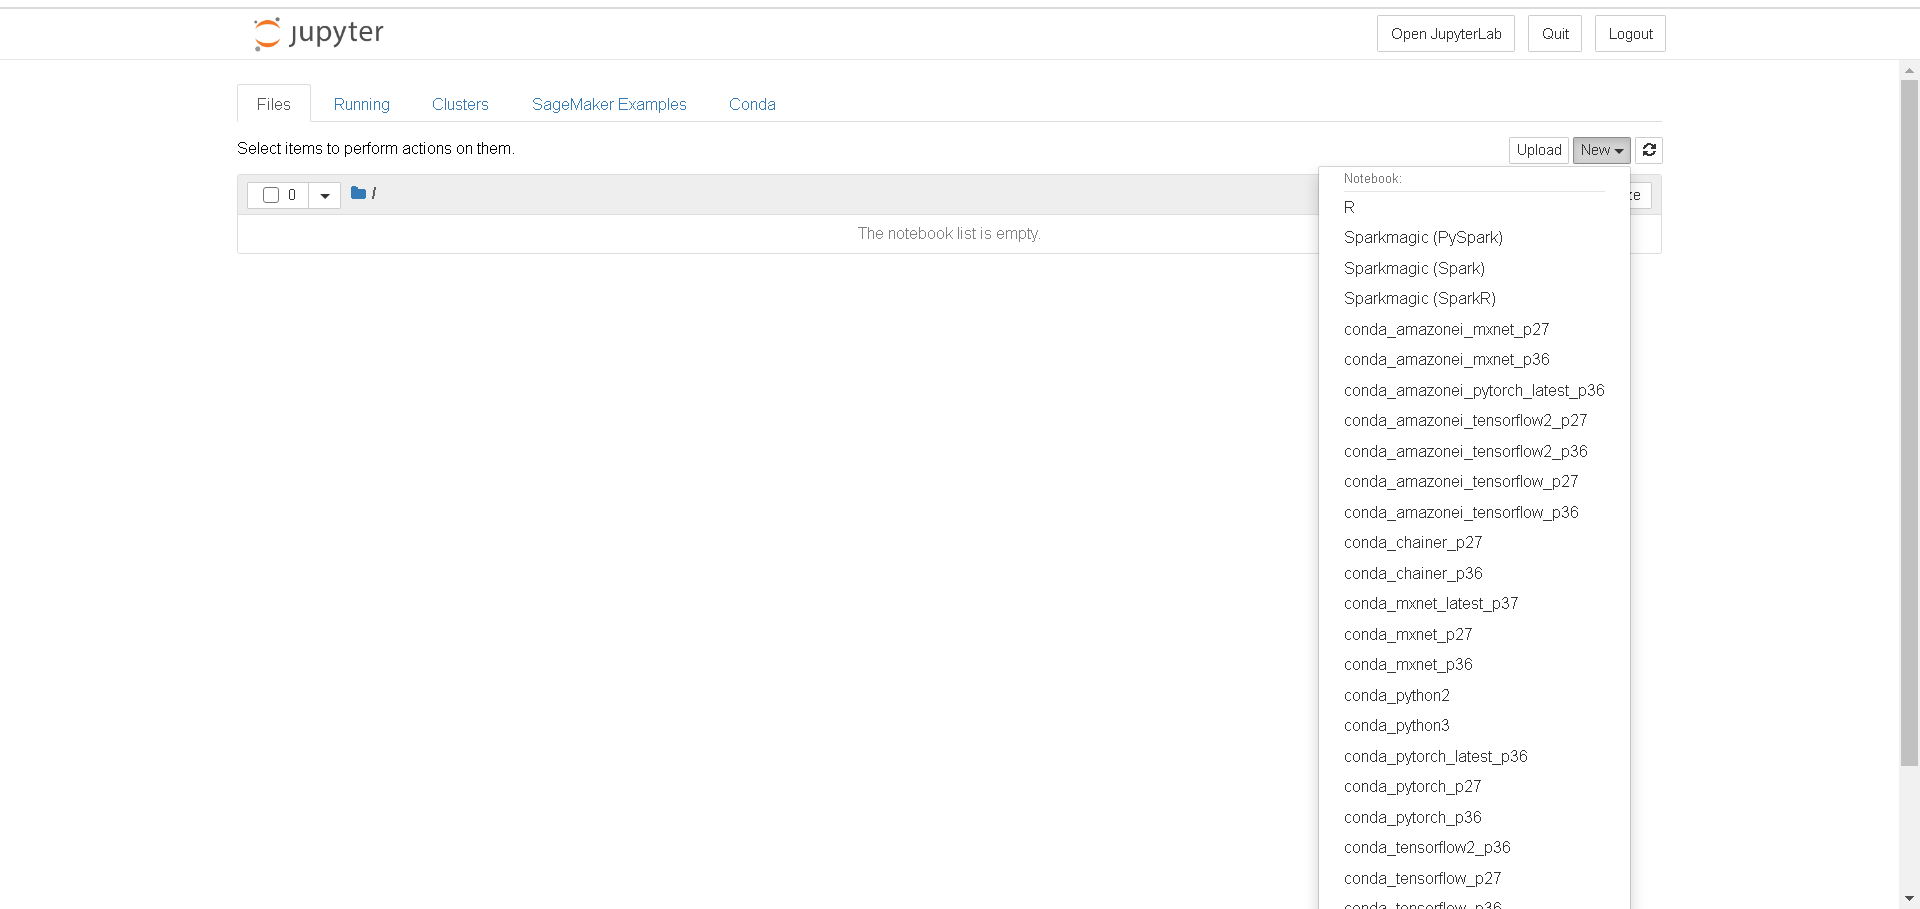 jupyter
Open JupyterLab Quit Logout
Files Running Clusters SageMaker Examples Conda
Select items to perform actions on them.
Upload New
0 /
The notebook list is empty.
Notebook:
R
Sparkmagic (PySpark)
Sparkmagic (Spark)
Sparkmagic (SparkR)
conda_amazonei_mxnet_p27
conda_amazonei_mxnet_p36
conda_amazonei_pytorch_latest_p36
conda_amazonei_tensorflow2_p27
conda_amazonei_tensorflow2_p36
conda_amazonei_tensorflow_p27
conda_amazonei_tensorflow_p36
conda_chainer_p27
conda_chainer_p36
conda_mxnet_latest_p37
conda_mxnet_p27
conda_mxnet_p36
conda_python2
conda_python3
conda_pytorch_latest_p36
conda_pytorch_p27
conda_pytorch_p36
conda_tensorflow2_p36
conda_tensorflow_p27
conda_tensorflow_p36